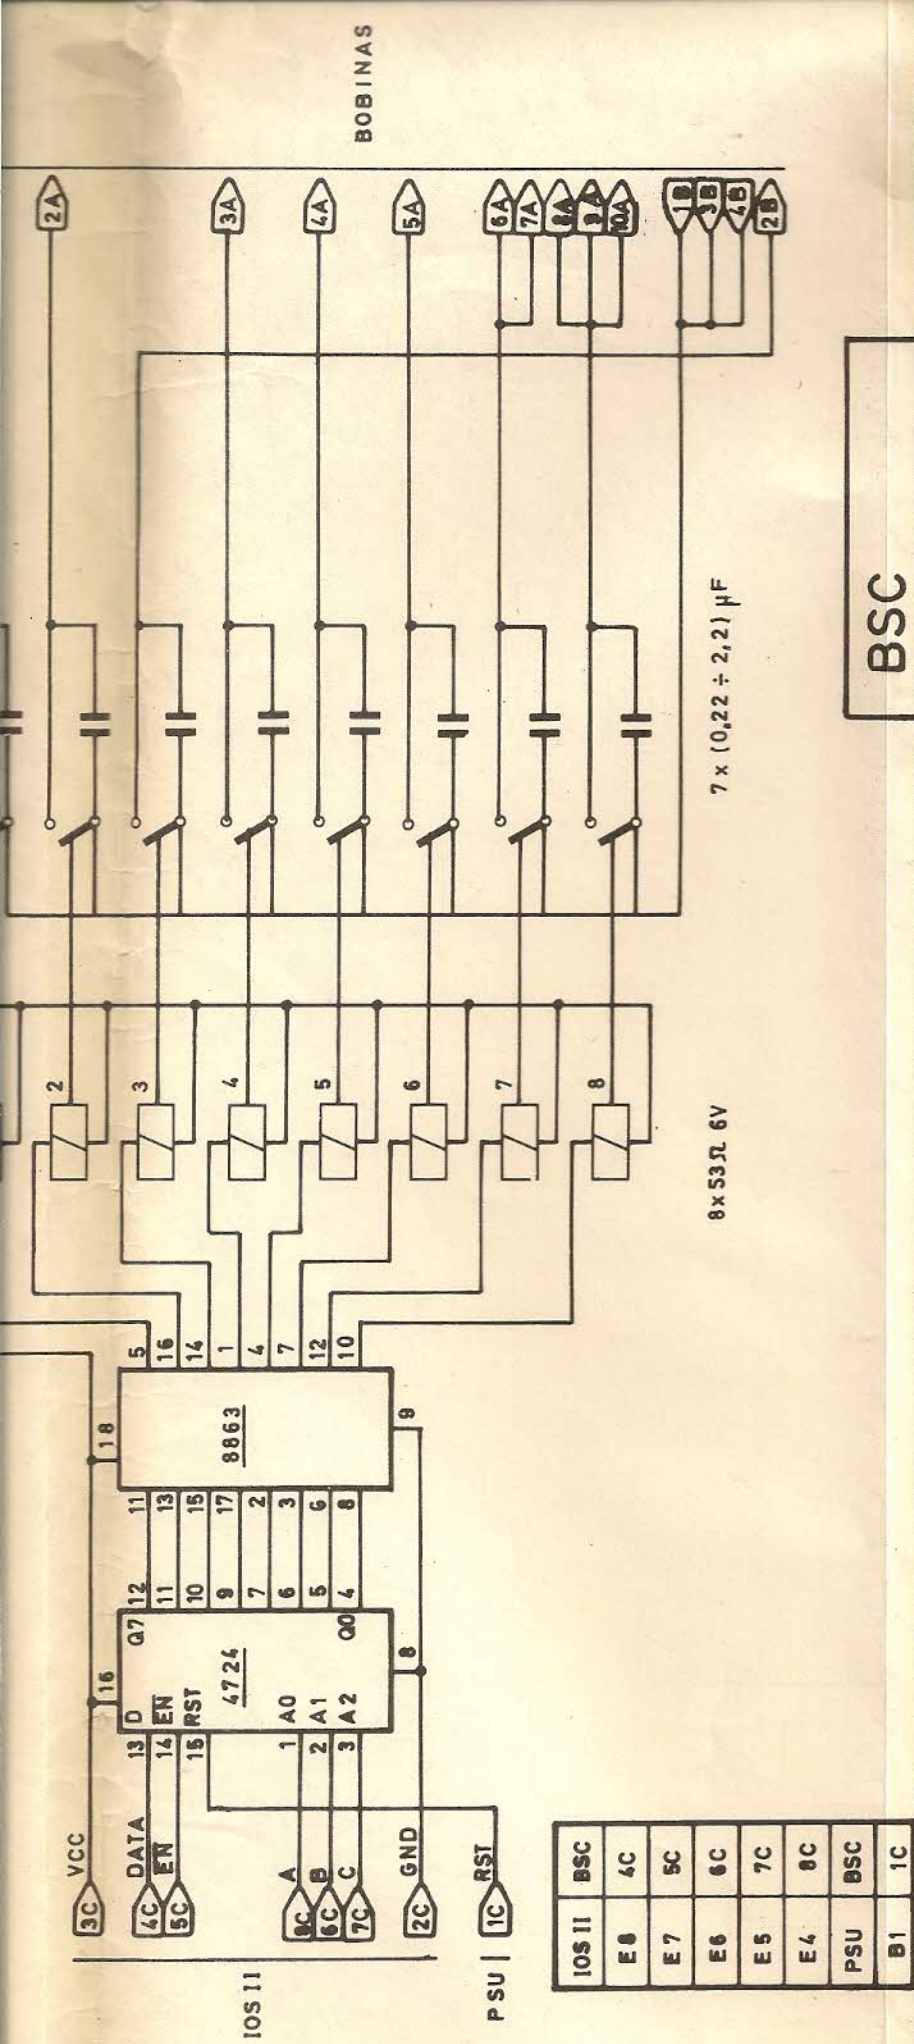 BOBINAS
2A
3A
4A
5A
6A
7A
8A
9A
10A
1B
3B
4B
2B
7 x (0,22 ÷ 2,2) µF
BSC
2
3
4
5
6
7
8
8x53Ω 6V
5
16
14
1
4
7
12
10
18
8863
9
11
13
15
17
2
3
6
8
12
11
10
9
7
6
5
4
Q7
Q0
16
4724
8
D
EN
RST
A0
A1
A2
13
14
15
1
2
3
VCC
DATA
EN
A
B
C
GND
RST
3C
4C
5C
8C
6C
7C
2C
1C
IOS II
PSU
IOS II BSC
E8 4C
E7 5C
E6 6C
E5 7C
E4 8C
PSU BSC
B1 1C